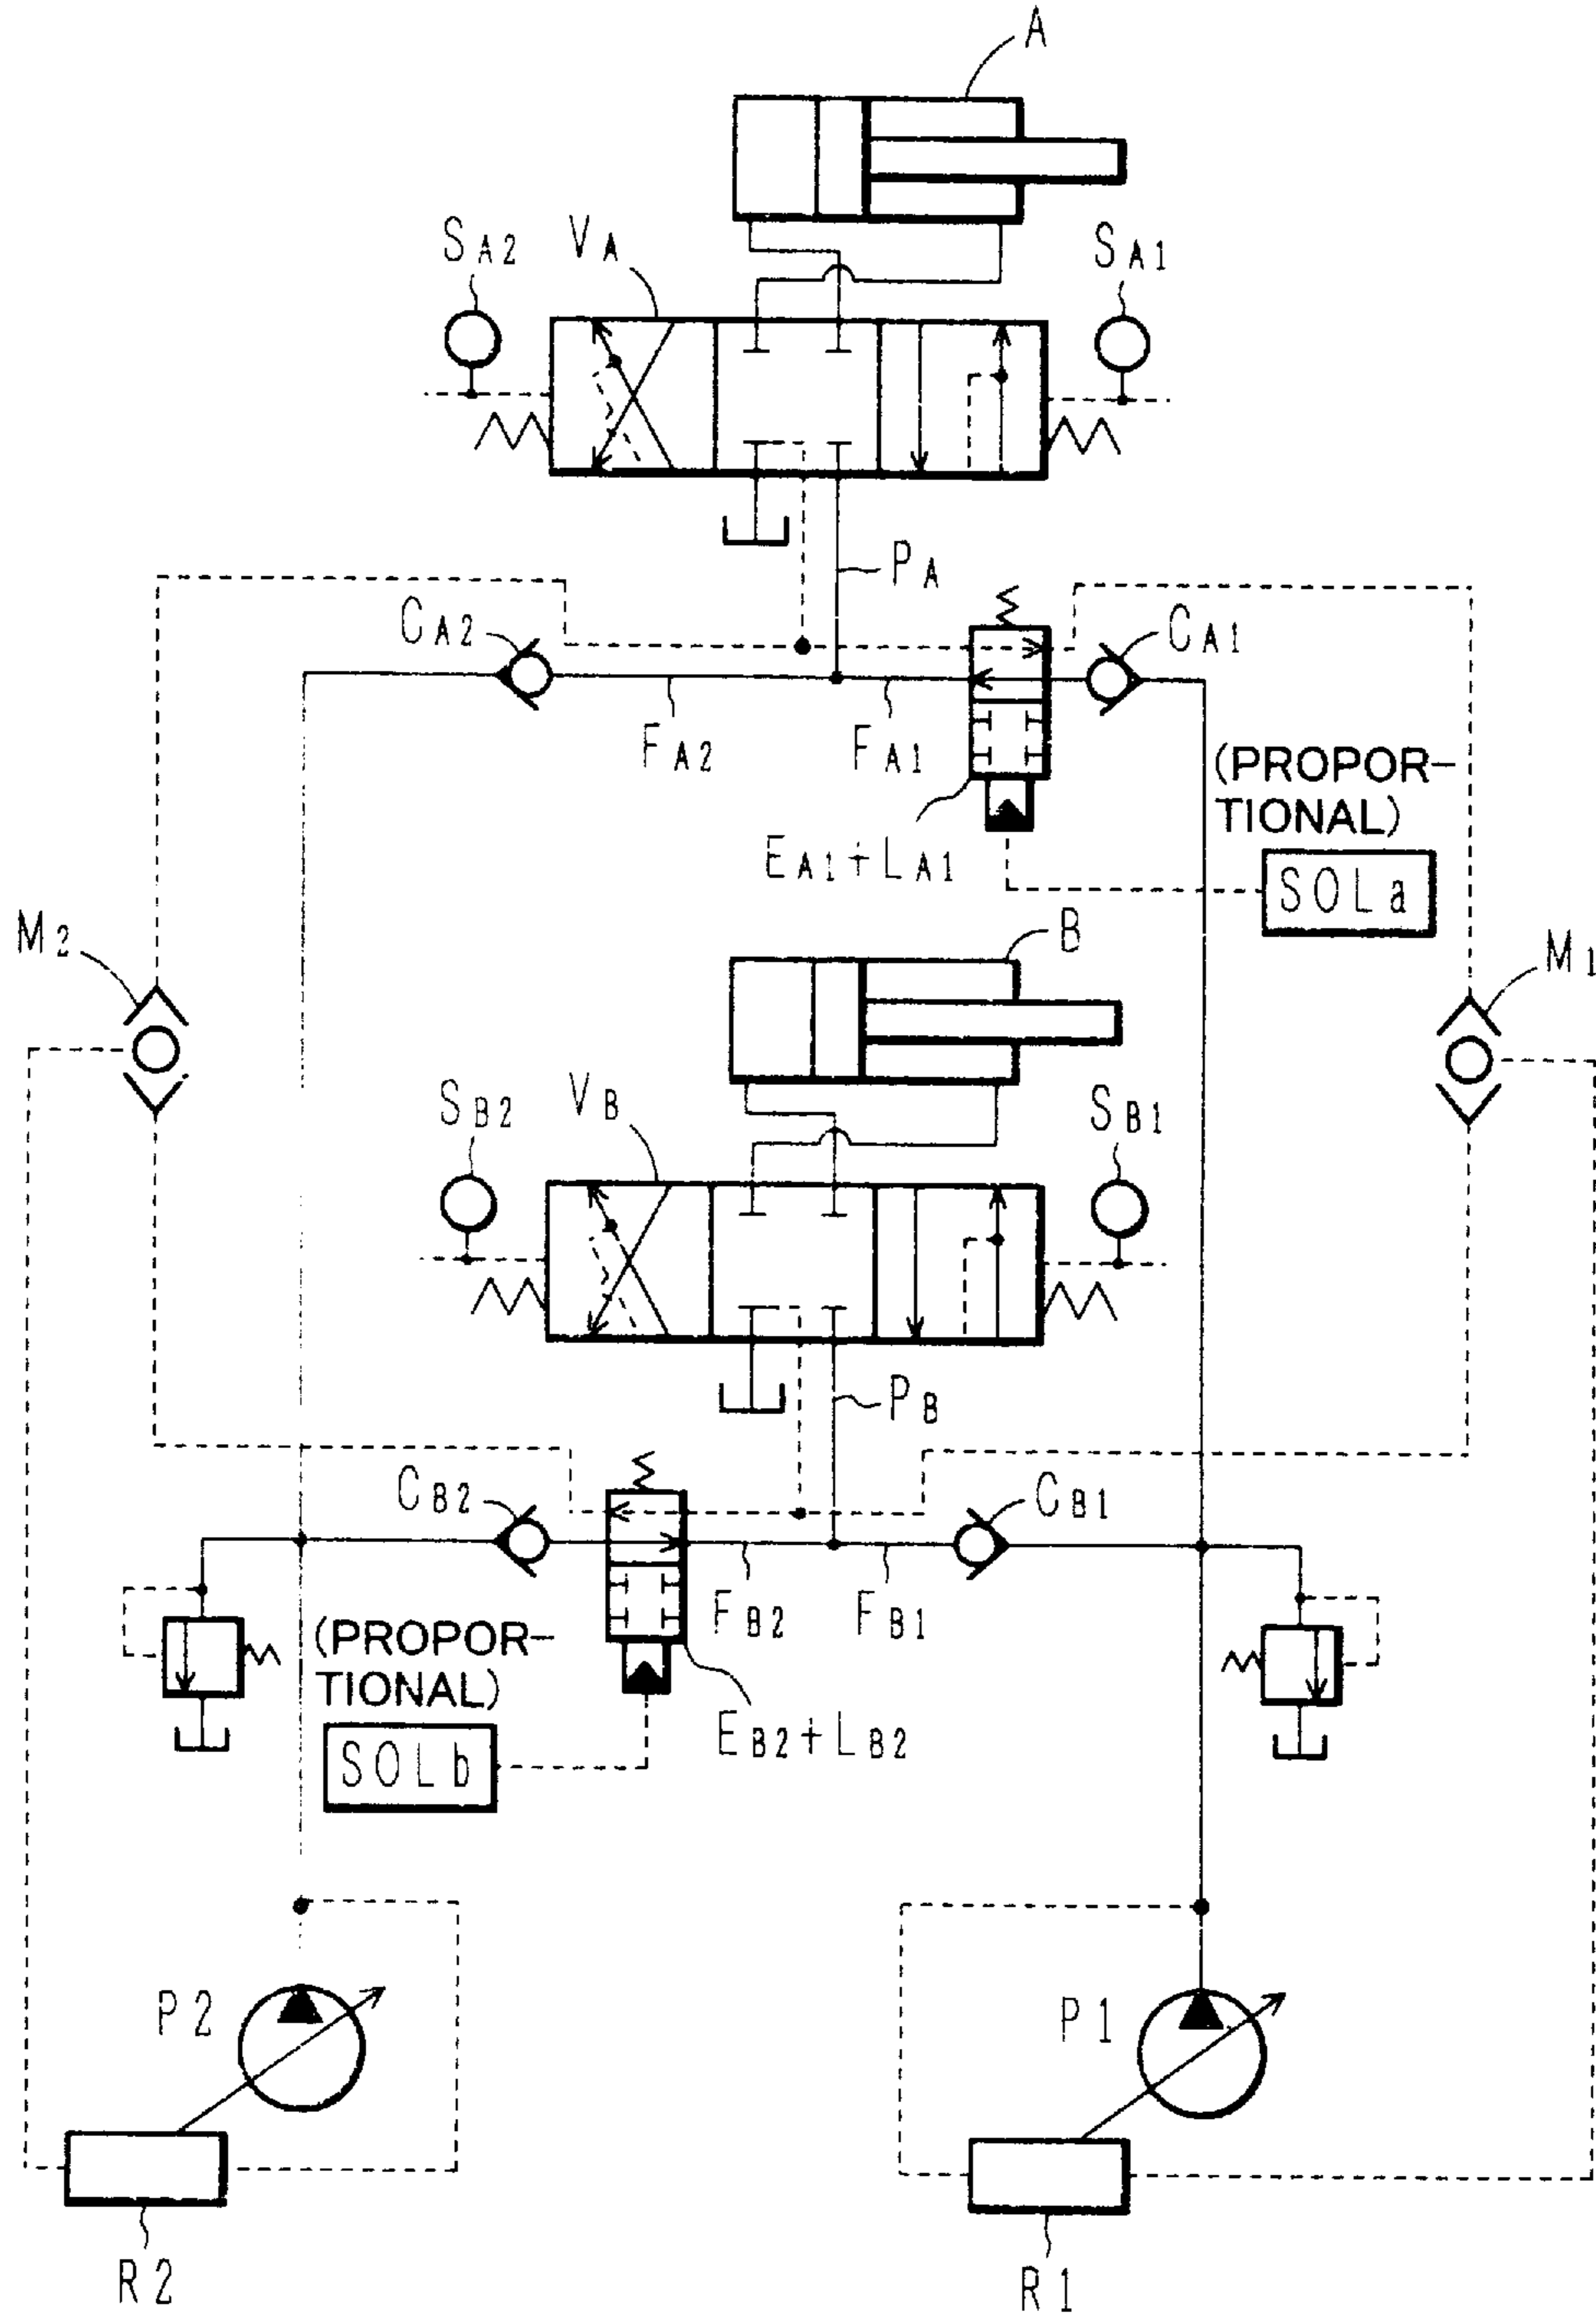 A
SA2
VA
SA1
PA
CA2
CA1
FA2
FA1
(PROPOR-
TIONAL)
EA1+LA1
SOLa
M2
B
M1
SB2
VB
SB1
PB
CB2
CB1
FB2
FB1
(PROPOR-
TIONAL)
EB2+LB2
SOLb
P2
P1
R2
R1